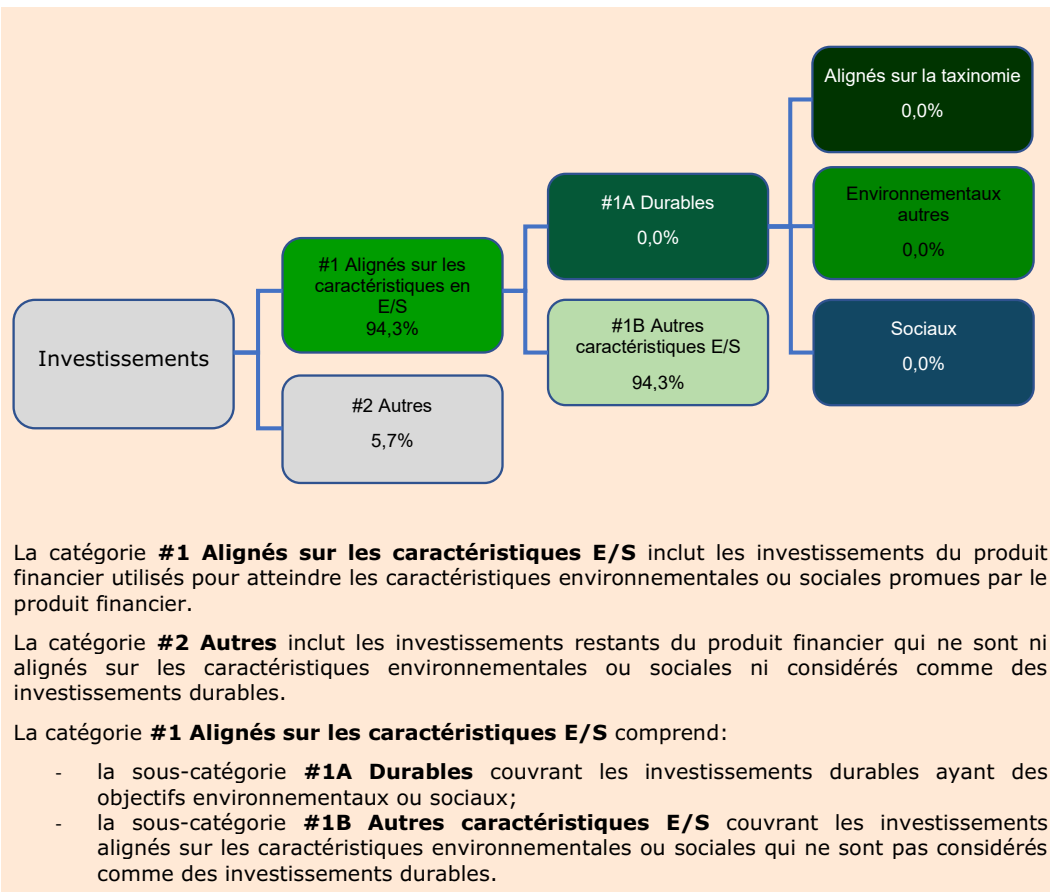 Alignés sur la taxinomie
0,0%
#1A Durables
0,0%
Environnementaux
autres
0,0%
#1 Alignés sur les
caractéristiques en
E/S
94,3%
#1B Autres
caractéristiques E/S
94,3%
Sociaux
0,0%
Investissements
#2 Autres
5,7%
La catégorie #1 Alignés sur les caractéristiques E/S inclut les investissements du produit
financier utilisés pour atteindre les caractéristiques environnementales ou sociales promues par le
produit financier.
La catégorie #2 Autres inclut les investissements restants du produit financier qui ne sont ni
alignés sur les caractéristiques environnementales ou sociales ni considérés comme des
investissements durables.
La catégorie #1 Alignés sur les caractéristiques E/S comprend:
- la sous-catégorie #1A Durables couvrant les investissements durables ayant des
objectifs environnementaux ou sociaux;
- la sous-catégorie #1B Autres caractéristiques E/S couvrant les investissements
alignés sur les caractéristiques environnementales ou sociales qui ne sont pas considérés
comme des investissements durables.